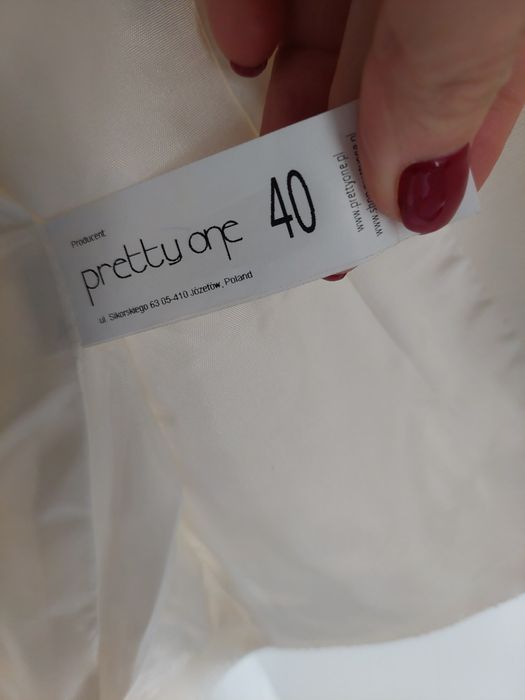 Producent
pretty one 40
ul. Sikorskiego 63 05-410 Józefów, Poland
www.prettyone.pl